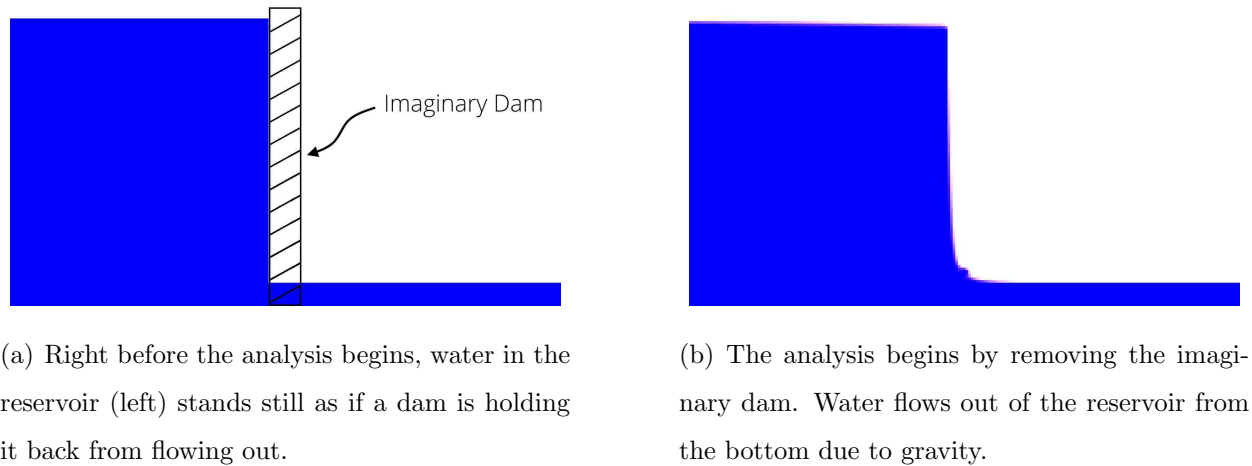 Imaginary Dam
(a) Right before the analysis begins, water in the
reservoir (left) stands still as if a dam is holding
it back from flowing out.
(b) The analysis begins by removing the imagi-
nary dam. Water flows out of the reservoir from
the bottom due to gravity.